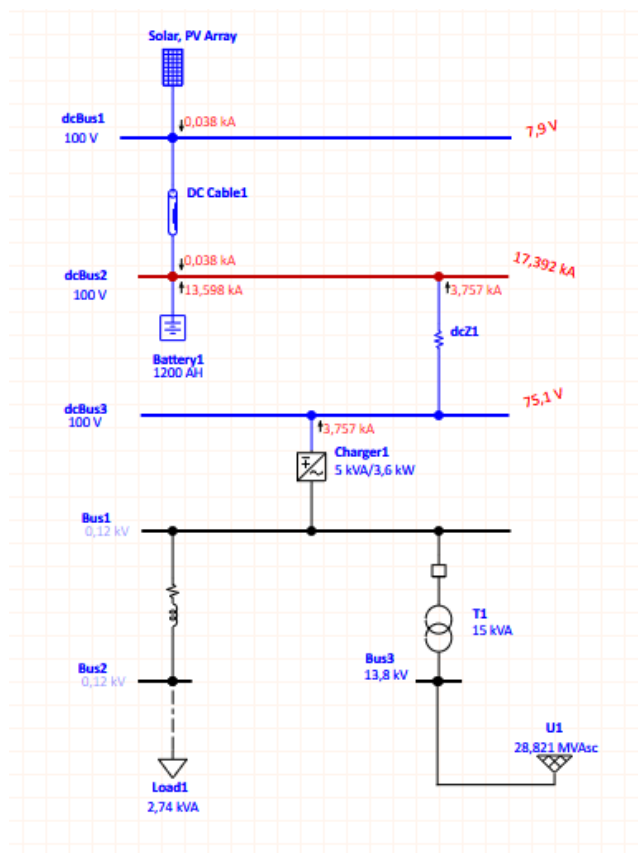 Solar, PV Array
0,038 kA
dcBus1
100 V
7,9 V
DC Cable1
0,038 kA
17,392 kA
dcBus2
100 V
13,598 kA
3,757 kA
dcZ1
Battery1
1200 AH
75,1 V
dcBus3
100 V
3,757 kA
Charger1
5 kVA/3,6 kW
Bus1
0,12 kV
T1
15 kVA
Bus2
0,12 kV
Bus3
13,8 kV
U1
28,821 MVAsc
Load1
2,74 kVA